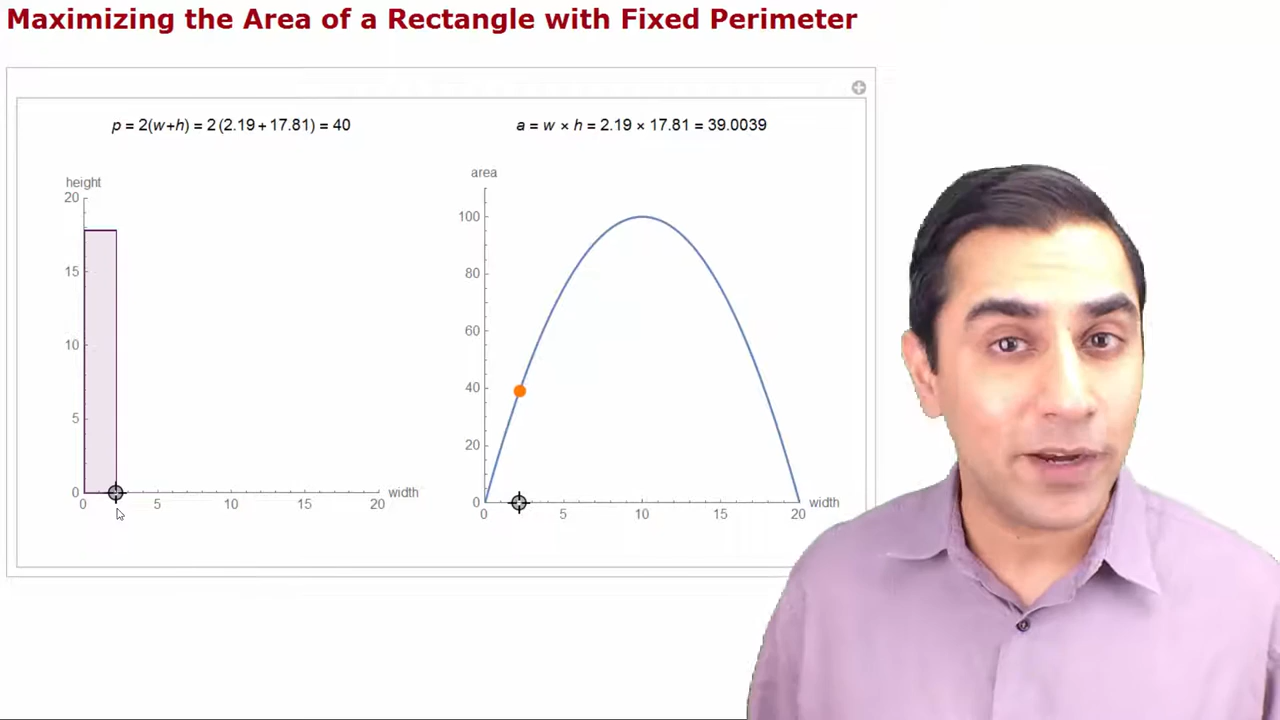 Maximizing the Area of a Rectangle with Fixed Perimeter
p = 2(w+h) = 2(2.19+17.81) = 40
a = w × h = 2.19 × 17.81 = 39.0039
height
20
15
10
5
0
0 5 10 15 20 width
area
100
80
60
40
20
0
0 5 10 15 20 width